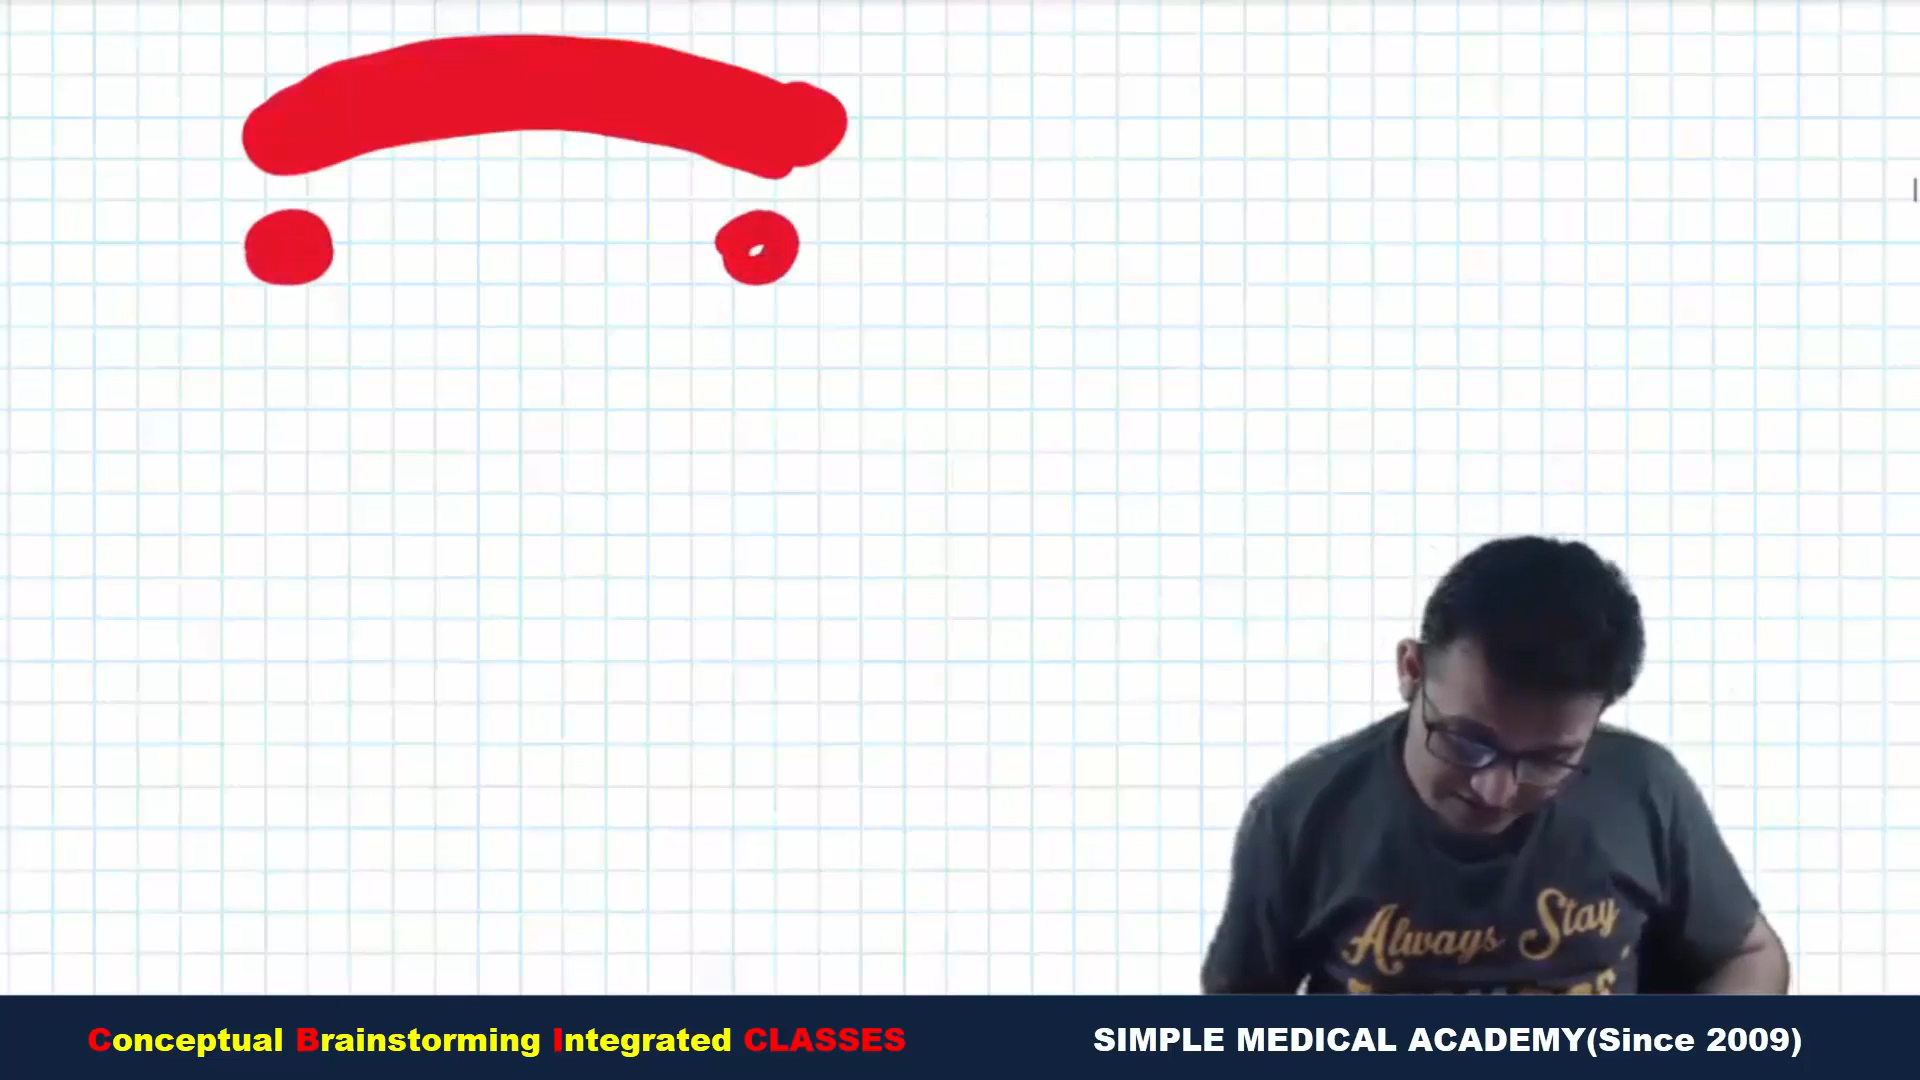 Always Stay
Conceptual Brainstorming Integrated CLASSES
SIMPLE MEDICAL ACADEMY(Since 2009)